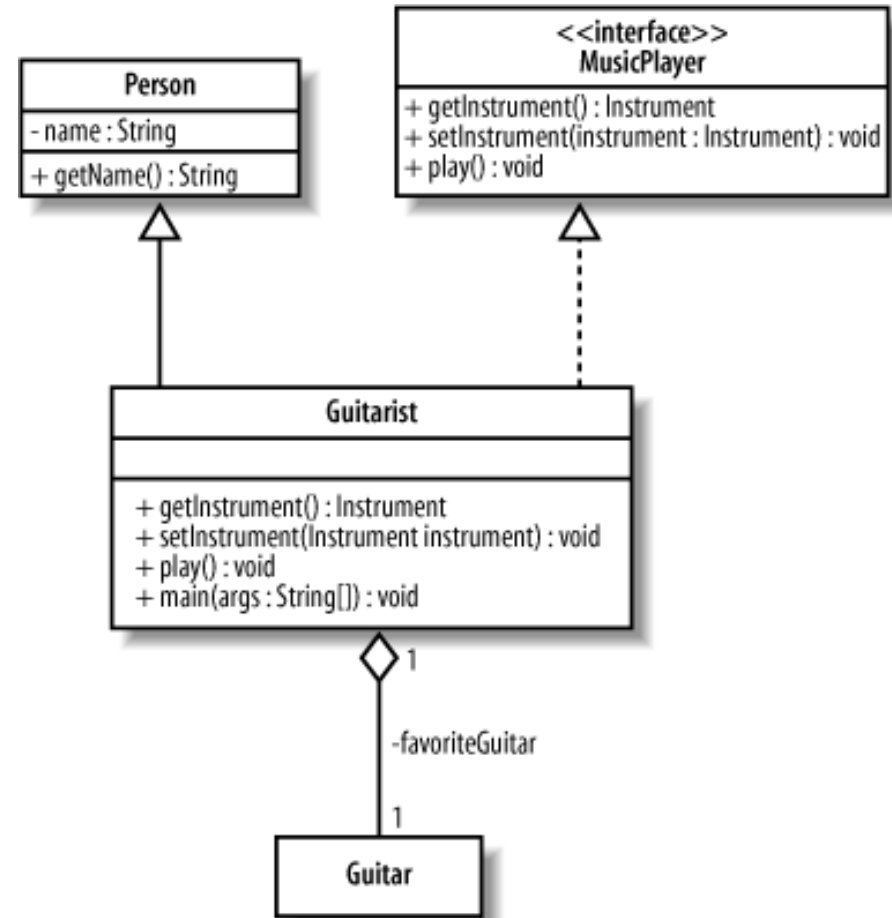 Person
- name : String
+ getName() : String
<<interface>>
MusicPlayer
+ getInstrument() : Instrument
+ setInstrument(instrument : Instrument) : void
+ play() : void
Guitarist
+ getInstrument() : Instrument
+ setInstrument(Instrument instrument) : void
+ play() : void
+ main(args : String[]) : void
1
-favoriteGuitar
1
Guitar